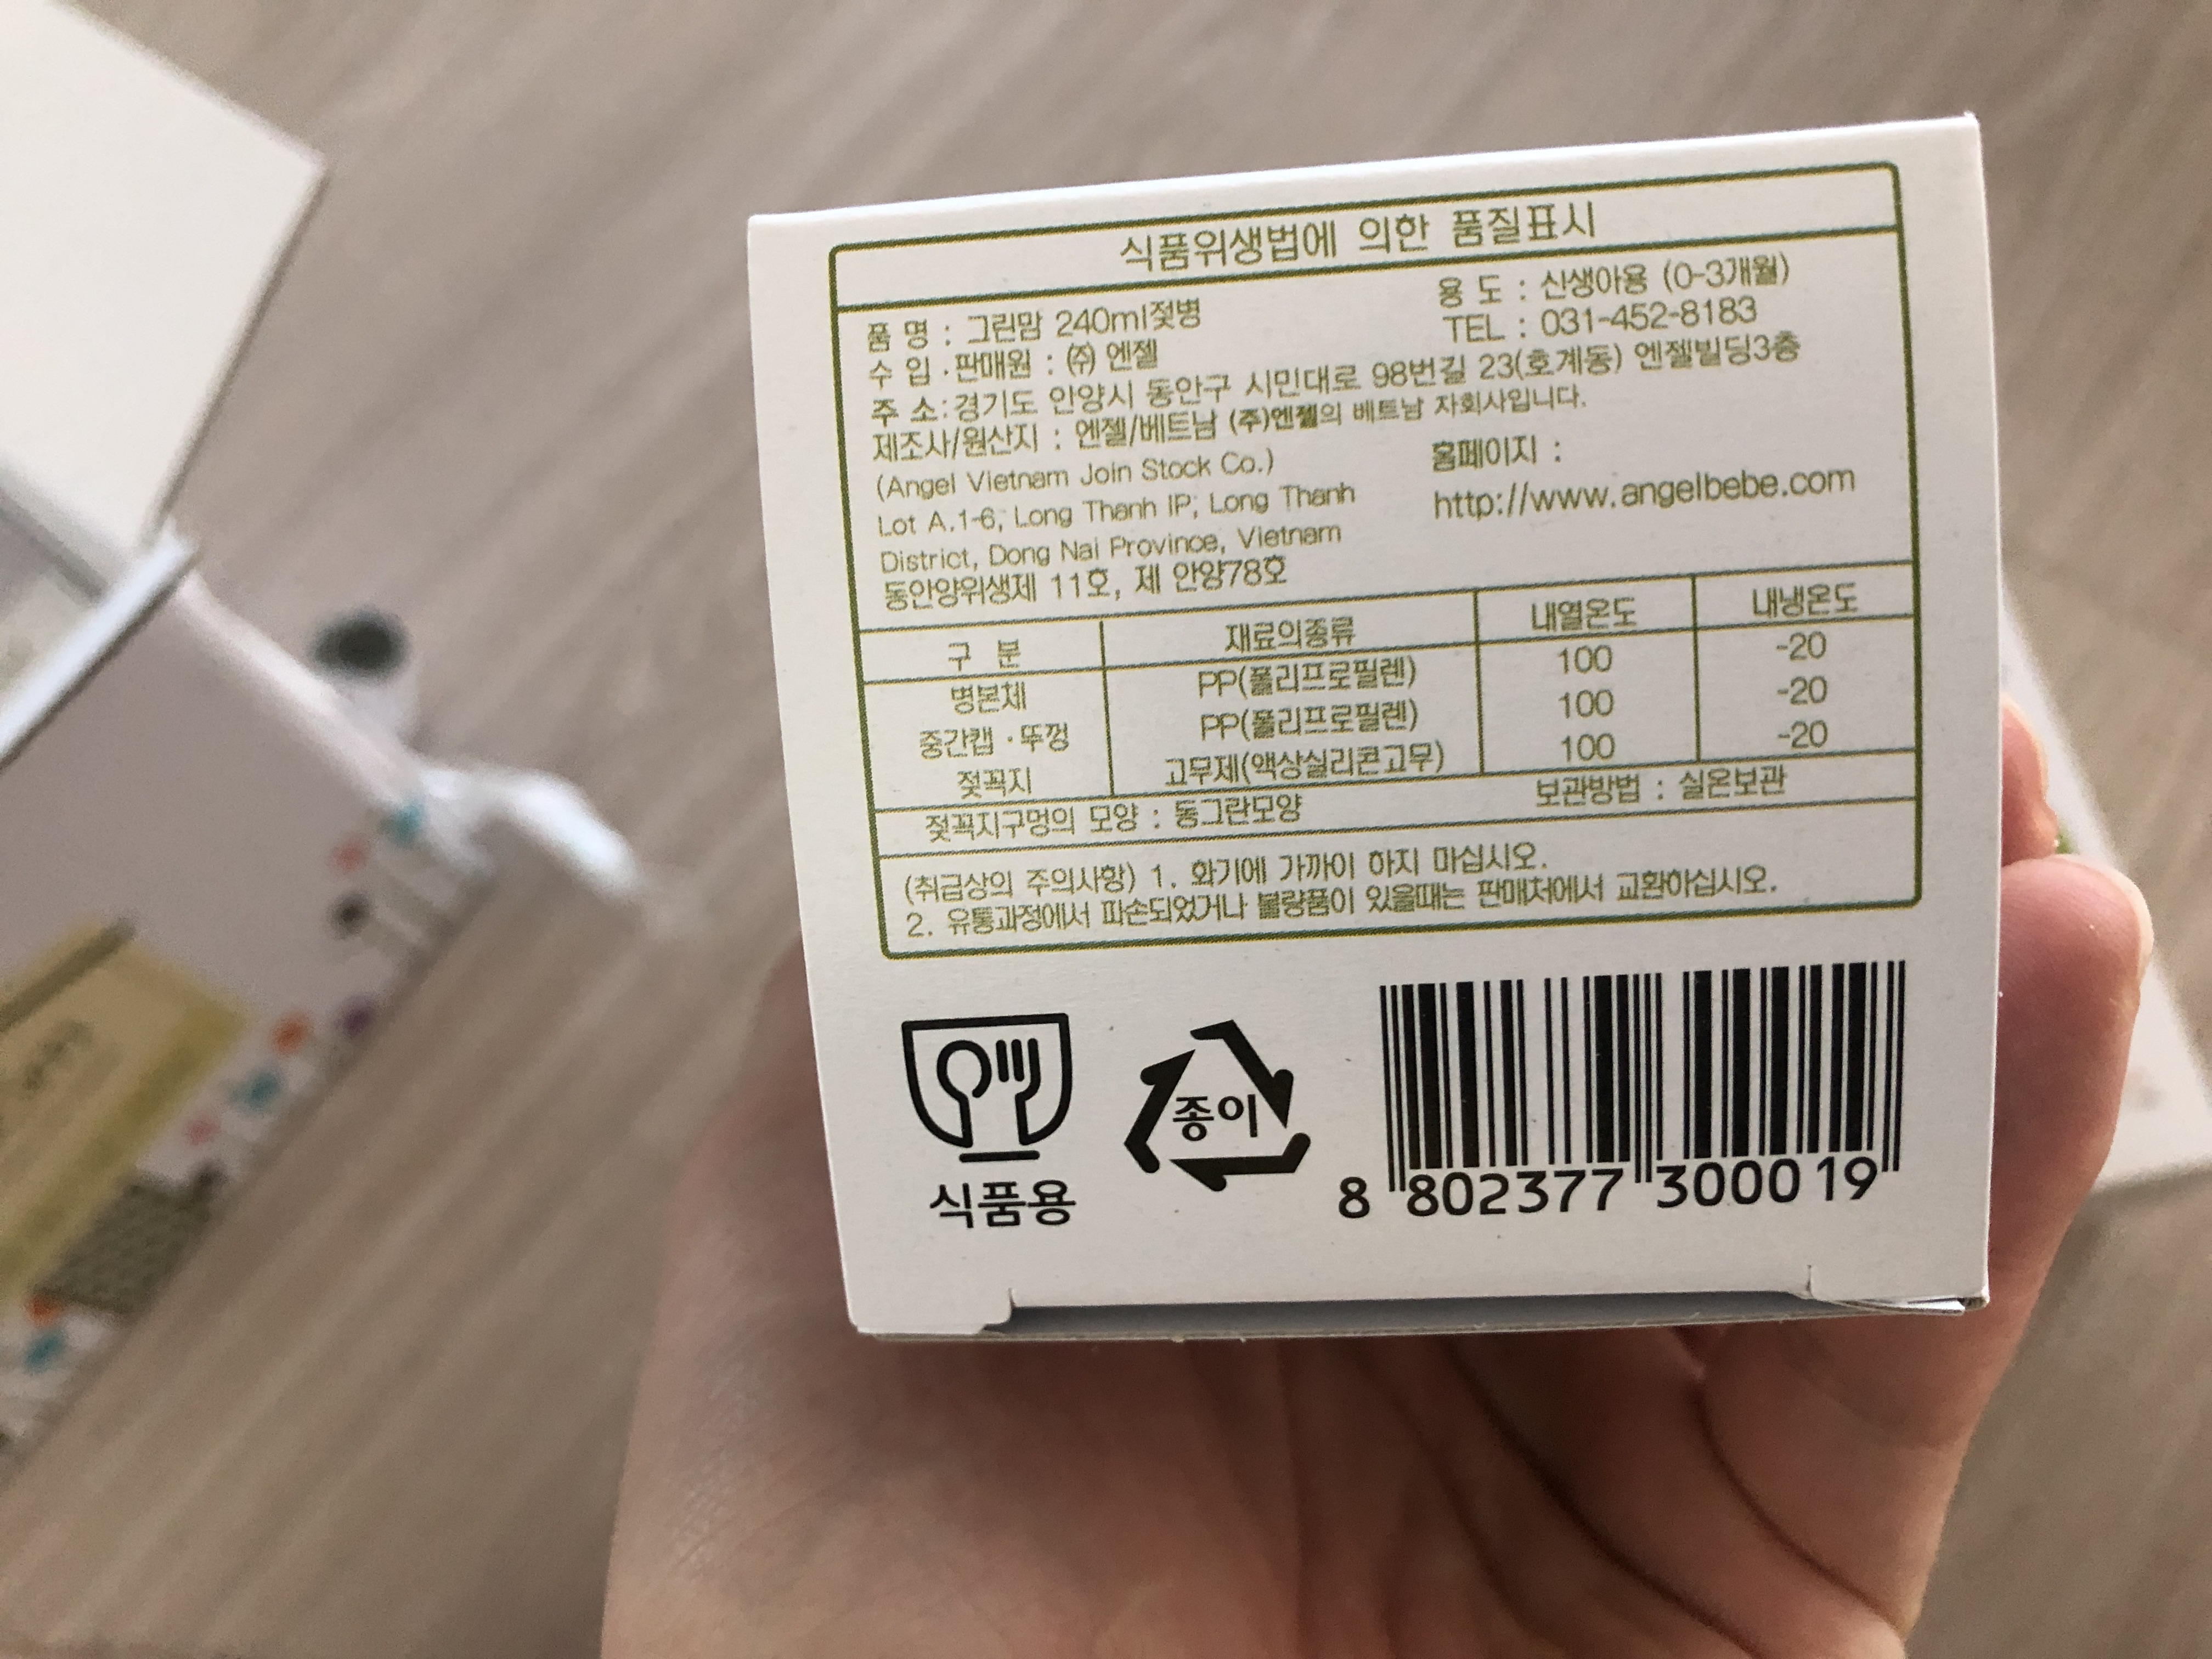 식품위생법에 의한 품질표시
품 명 : 그린맘 240ml젖병
용 도 : 신생아용 (0-3개월)
수 입 · 판매원 : ㈜ 엔젤
TEL : 031-452-8183
주 소 : 경기도 안양시 동안구 시민대로 98번길 23(호계동) 엔젤빌딩3층
제조사/원산지 : 엔젤/베트남 (주)엔젤의 베트남 자회사입니다.
(Angel Vietnam Join Stock Co.)
Lot A.1-6, Long Thanh IP, Long Thanh
District, Dong Nai Province, Vietnam
홈페이지 :
http://www.angelbebe.com
동안양위생제 11호, 제 안양78호
구 분 재료의종류 내열온도 내냉온도
병본체 PP(폴리프로필렌) 100 -20
중간캡 · 뚜껑 PP(폴리프로필렌) 100 -20
젖꼭지 고무제(액상실리콘고무) 100 -20
젖꼭지구멍의 모양 : 동그란모양 보관방법 : 실온보관
(취급상의 주의사항) 1. 화기에 가까이 하지 마십시오.
2. 유통과정에서 파손되었거나 불량품이 있을때는 판매처에서 교환하십시오.
식품용
종이
8 802377 300019